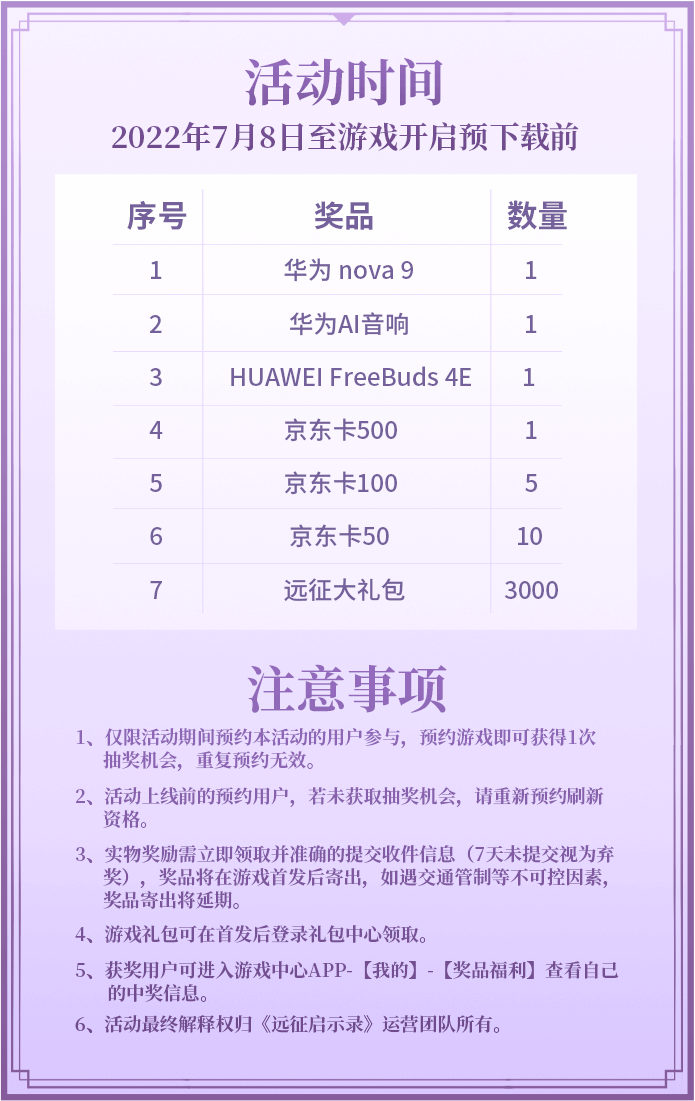 活动时间
2022年7月8日至游戏开启预下载前
序号 奖品 数量
1 华为 nova 9 1
2 华为AI音响 1
3 HUAWEI FreeBuds 4E 1
4 京东卡500 1
5 京东卡100 5
6 京东卡50 10
7 远征大礼包 3000
注意事项
1、仅限活动期间预约本活动的用户参与，预约游戏即可获得1次
抽奖机会，重复预约无效。
2、活动上线前的预约用户，若未获取抽奖机会，请重新预约刷新
资格。
3、实物奖励需立即领取并准确的提交收件信息（7天未提交视为弃
奖），奖品将在游戏首发后寄出，如遇交通管制等不可控因素，
奖品寄出将延期。
4、游戏礼包可在首发后登录礼包中心领取。
5、获奖用户可进入游戏中心APP-【我的】-【奖品福利】查看自己
的中奖信息。
6、活动最终解释权归《远征启示录》运营团队所有。